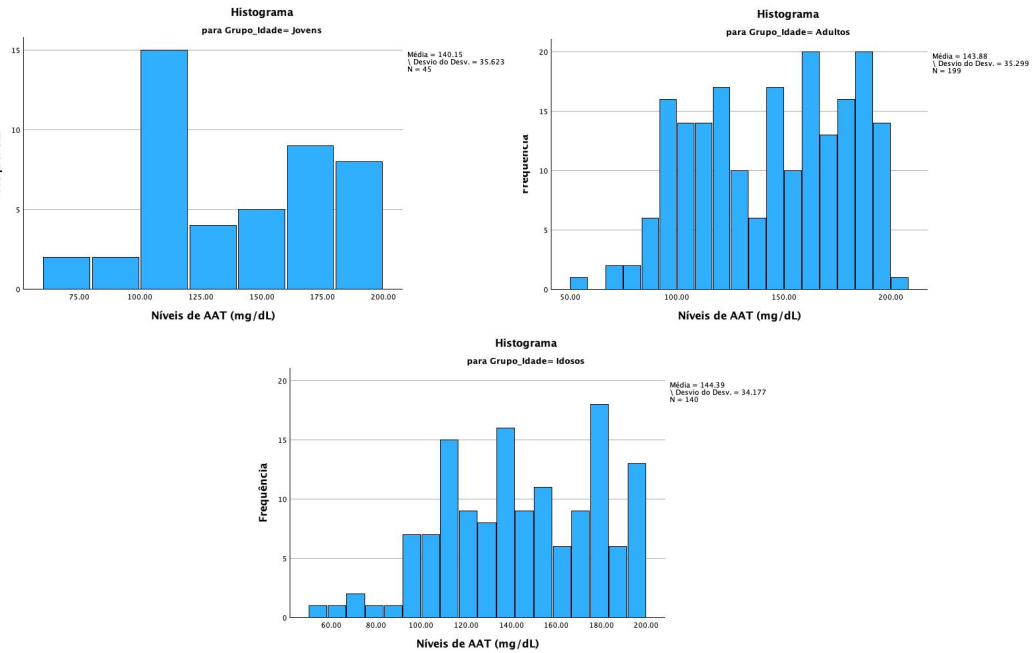 Histograma
para Grupo_Idade= Jovens
Média = 140.15
\ Desvio do Desv. = 35.623
N = 45
15
10
5
0
75.00 100.00 125.00 150.00 175.00 200.00
Níveis de AAT (mg/dL)
Histograma
para Grupo_Idade= Adultos
Média = 143.88
\ Desvio do Desv. = 35.299
N = 199
Frequência
20
15
10
5
0
50.00 100.00 150.00 200.00
Níveis de AAT (mg/dL)
Histograma
para Grupo_Idade= Idosos
Média = 144.39
\ Desvio do Desv. = 34.177
N = 140
Frequência
20
15
10
5
0
60.00 80.00 100.00 120.00 140.00 160.00 180.00 200.00
Níveis de AAT (mg/dL)